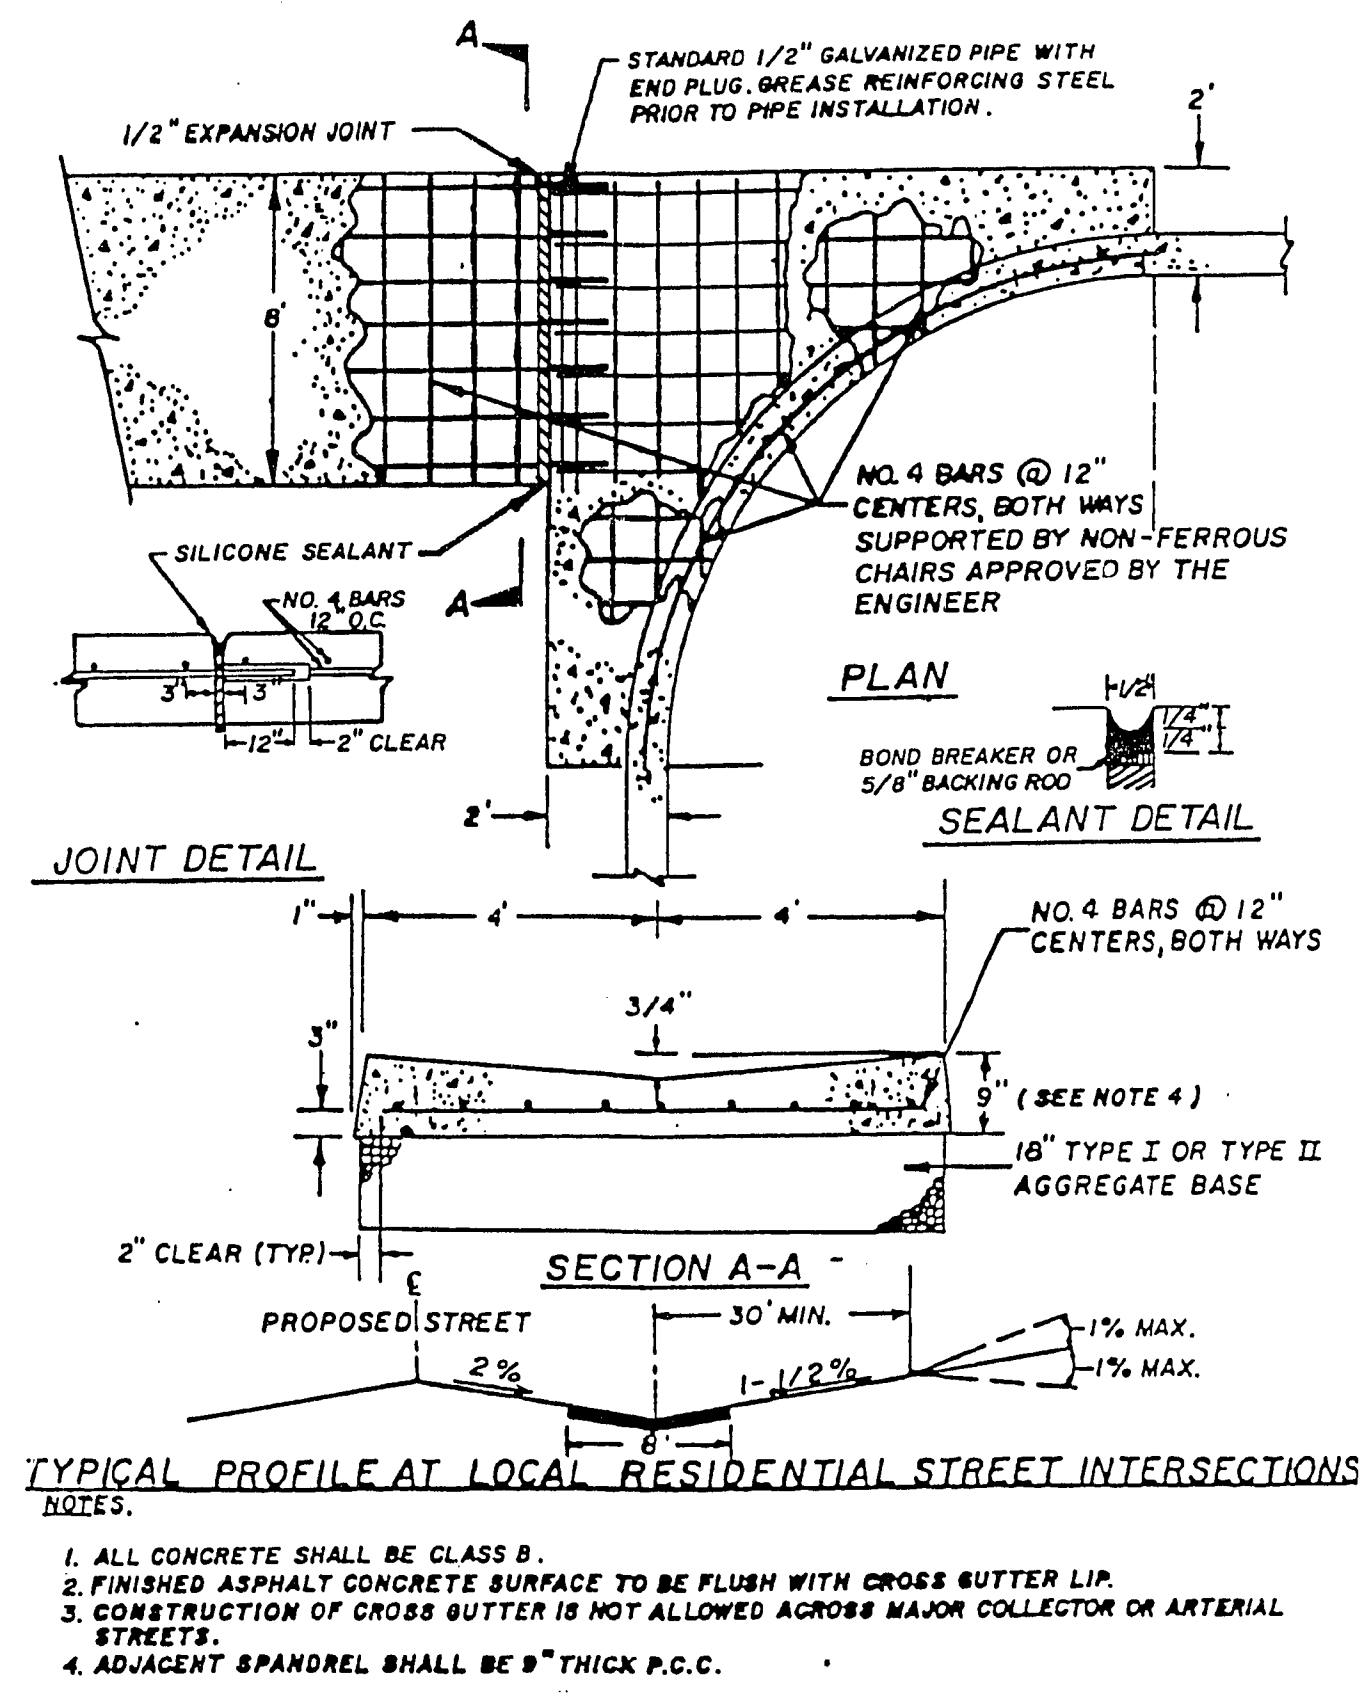 A
STANDARD 1/2" GALVANIZED PIPE WITH
END PLUG. GREASE REINFORCING STEEL
PRIOR TO PIPE INSTALLATION.
2'
1/2" EXPANSION JOINT
8'
NO. 4 BARS @ 12"
CENTERS, BOTH WAYS
SUPPORTED BY NON-FERROUS
CHAIRS APPROVED BY THE
ENGINEER
SILICONE SEALANT
A
NO. 4 BARS
12" O.C.
3" 3"
12" 2" CLEAR
PLAN
1/2"
1/4"
1/4"
BOND BREAKER OR
5/8" BACKING ROD
SEALANT DETAIL
2'
JOINT DETAIL
1" 4' 4'
NO. 4 BARS @ 12"
CENTERS, BOTH WAYS
3/4"
3"
9" (SEE NOTE 4)
18" TYPE I OR TYPE II
AGGREGATE BASE
2" CLEAR (TYP.)
SECTION A-A
℄
PROPOSED STREET
30' MIN.
1% MAX.
1% MAX.
2%
1-1/2%
8'
TYPICAL PROFILE AT LOCAL RESIDENTIAL STREET INTERSECTIONS
NOTES.
1. ALL CONCRETE SHALL BE CLASS B.
2. FINISHED ASPHALT CONCRETE SURFACE TO BE FLUSH WITH CROSS GUTTER LIP.
3. CONSTRUCTION OF CROSS GUTTER IS NOT ALLOWED ACROSS MAJOR COLLECTOR OR ARTERIAL
STREETS.
4. ADJACENT SPANDREL SHALL BE 9" THICK P.C.C.